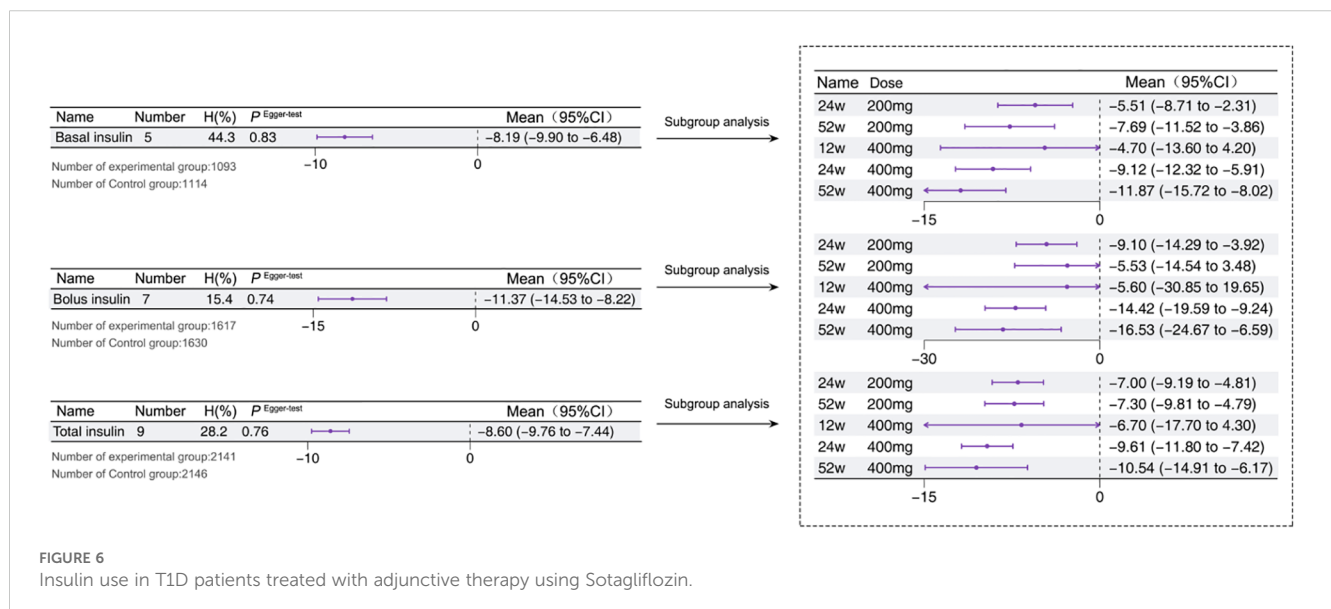 Name Number H(%) P Egger-test Mean（95%CI）
Basal insulin 5 44.3 0.83 −8.19 (−9.90 to −6.48)
−10 0
Number of experimental group:1093
Number of Control group:1114
Subgroup analysis
Name Dose Mean（95%CI）
24w 200mg −5.51 (−8.71 to −2.31)
52w 200mg −7.69 (−11.52 to −3.86)
12w 400mg −4.70 (−13.60 to 4.20)
24w 400mg −9.12 (−12.32 to −5.91)
52w 400mg −11.87 (−15.72 to −8.02)
−15 0
Name Number H(%) P Egger-test Mean（95%CI）
Bolus insulin 7 15.4 0.74 −11.37 (−14.53 to −8.22)
−15 0
Number of experimental group:1617
Number of Control group:1630
Subgroup analysis
24w 200mg −9.10 (−14.29 to −3.92)
52w 200mg −5.53 (−14.54 to 3.48)
12w 400mg −5.60 (−30.85 to 19.65)
24w 400mg −14.42 (−19.59 to −9.24)
52w 400mg −16.53 (−24.67 to −6.59)
−30 0
Name Number H(%) P Egger-test Mean（95%CI）
Total insulin 9 28.2 0.76 −8.60 (−9.76 to −7.44)
−10 0
Number of experimental group:2141
Number of Control group:2146
Subgroup analysis
24w 200mg −7.00 (−9.19 to −4.81)
52w 200mg −7.30 (−9.81 to −4.79)
12w 400mg −6.70 (−17.70 to 4.30)
24w 400mg −9.61 (−11.80 to −7.42)
52w 400mg −10.54 (−14.91 to −6.17)
−15 0
FIGURE 6
Insulin use in T1D patients treated with adjunctive therapy using Sotagliflozin.